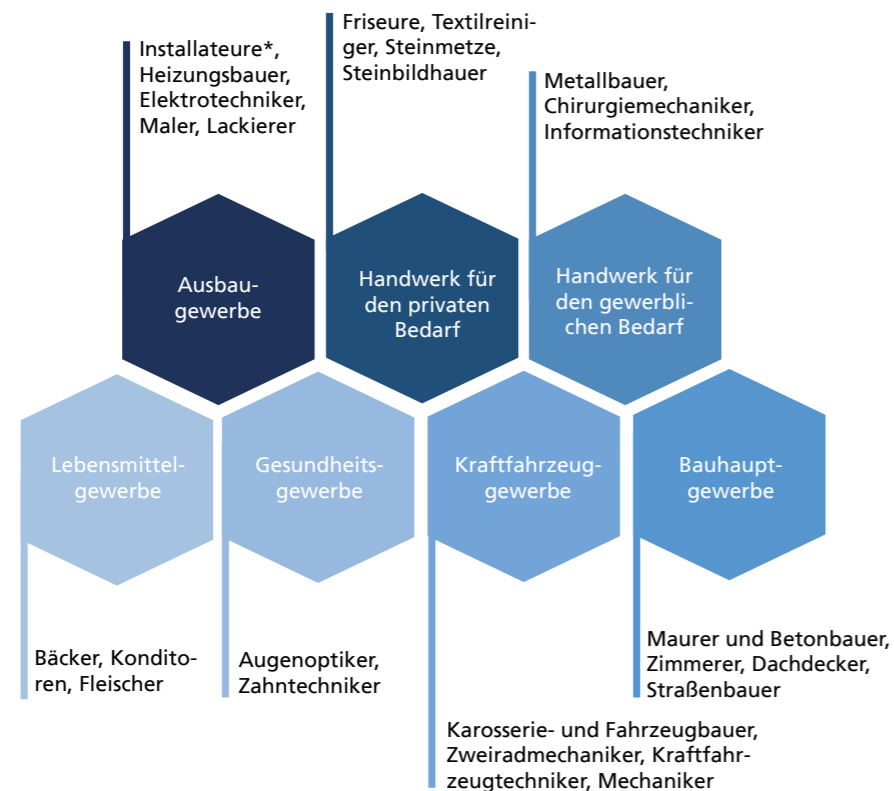 Installateure*,
Heizungsbauer,
Elektrotechniker,
Maler, Lackierer
Friseure, Textilreini-
ger, Steinmetze,
Steinbildhauer
Metallbauer,
Chirurgiemechaniker,
Informationstechniker
Ausbau-
gewerbe
Handwerk für
den privaten
Bedarf
Handwerk für
den gewerbli-
chen Bedarf
Lebensmittel-
gewerbe
Gesundheits-
gewerbe
Kraftfahrzeug-
gewerbe
Bauhaupt-
gewerbe
Bäcker, Kondito-
ren, Fleischer
Augenoptiker,
Zahntechniker
Karosserie- und Fahrzeugbauer,
Zweiradmechaniker, Kraftfahr-
zeugtechniker, Mechaniker
Maurer und Betonbauer,
Zimmerer, Dachdecker,
Straßenbauer